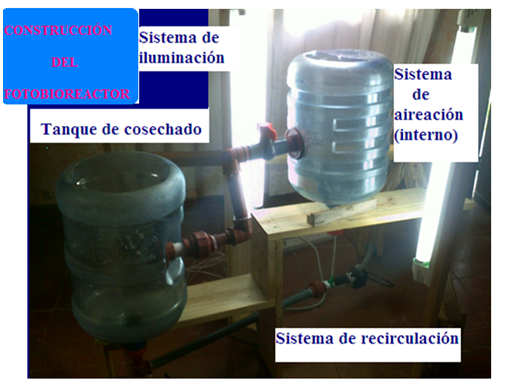 CONSTRUCCION
DEL
FOTOBIOREACTOR
Sistema de
iluminación
Sistema
de
aireación
(interno)
Tanque de cosechado
Sistema de recirculación